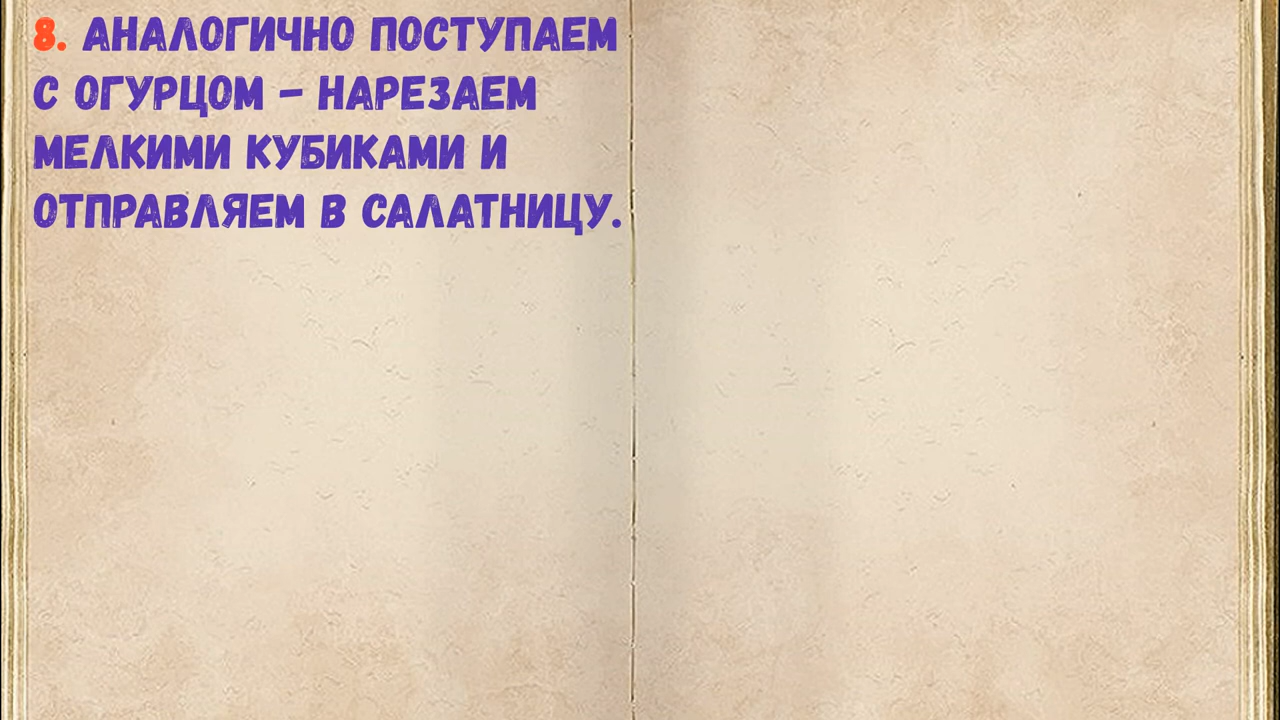 8. АНАЛОГИЧНО ПОСТУПАЕМ
С ОГУРЦОМ – НАРЕЗАЕМ
МЕЛКИМИ КУБИКАМИ И
ОТПРАВЛЯЕМ В САЛАТНИЦУ.